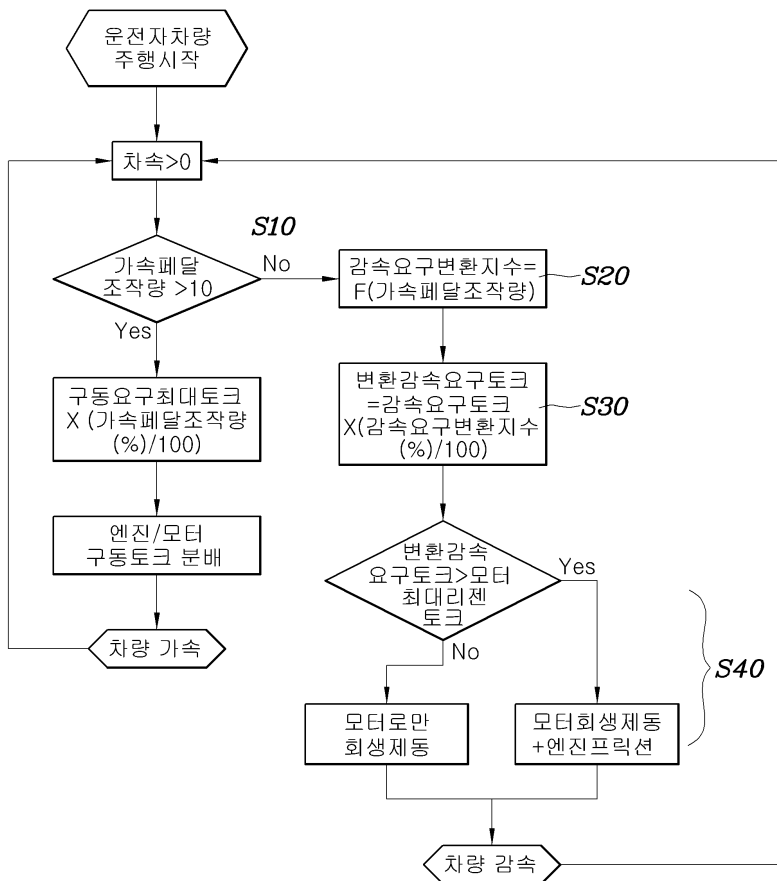 운전자차량
주행시작
차속>0
S10
가속페달
조작량 >10
No
Yes
감속요구변환지수=
F(가속페달조작량)
S20
구동요구최대토크
X (가속페달조작량
(%)/100)
변환감속요구토크
=감속요구토크
X(감속요구변환지수
(%)/100)
S30
엔진/모터
구동토크 분배
변환감속
요구토크>모터
최대리젠
토크
Yes
No
차량 가속
S40
모터로만
회생제동
모터회생제동
+엔진프릭션
차량 감속